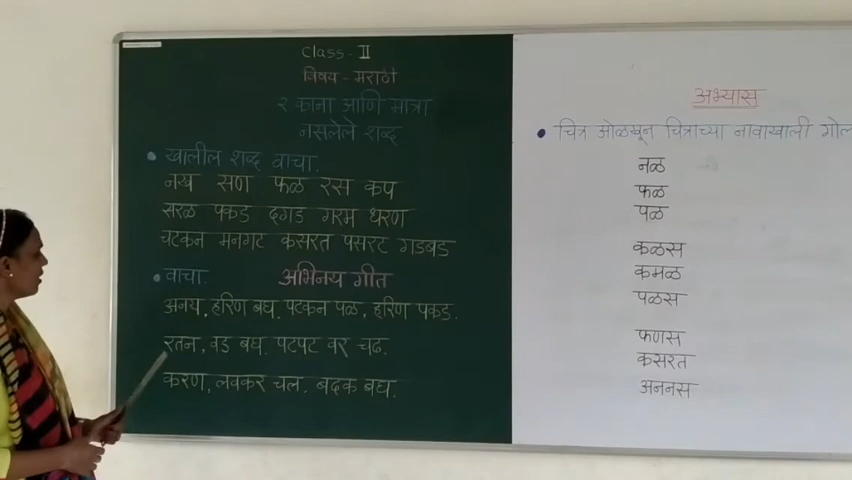 Class - II
विषय - मराठी
२ काना आणि मात्रा
नसलेले शब्द
• खालील शब्द वाचा.
नख सण फळ रस कप
सरळ पकड दगड गरम धरण
चटकन मनगट कसरत पसरट गडबड
• वाचा. अभिनय गीत
अनय, हरिण बघ. पटकन पळ, हरिण पकड.
रतन, वड बघ. पटपट वर चढ.
करण, लवकर चल. बदक बघ.
अभ्यास
• चित्र ओळखून चित्राच्या नावाखाली गोल
नळ
फळ
पळ
कळस
कमळ
पळस
फणस
कसरत
अननस